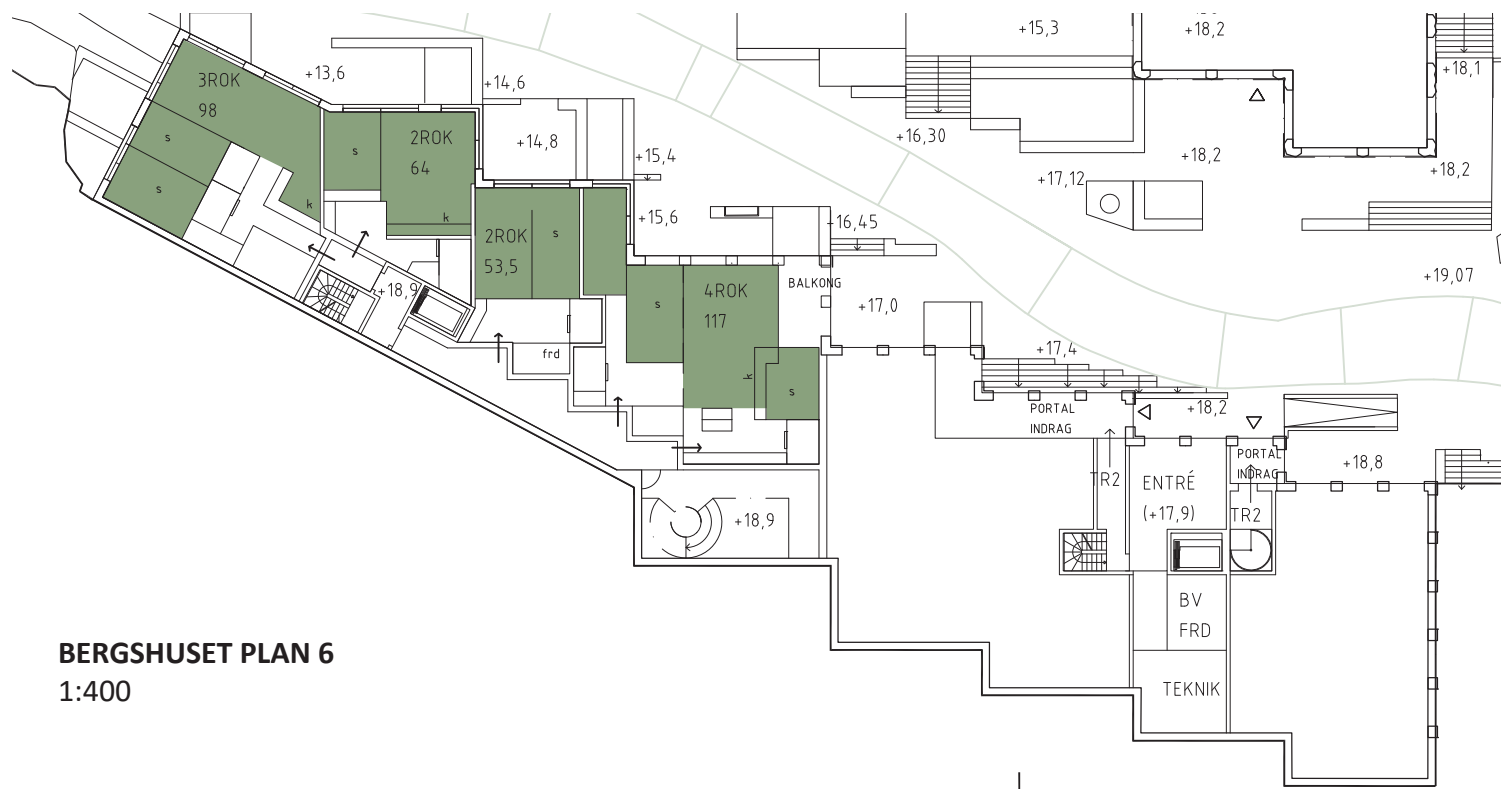 +15,3
+18,2
+18,1
3ROK
98
+13,6
+14,6
+16,30
s
s
k
s
2ROK
64
k
+14,8
+15,4
+18,2
+17,12
+18,2
+15,6
+16,45
2ROK
53,5
s
+18,9
BALKONG
4ROK
117
s
+17,0
+19,07
frd
k
s
+17,4
PORTAL
INDRAG
+18,2
PORTAL
INDRAG
+18,8
TR2
ENTRÉ
(+17,9)
TR2
+18,9
BV
FRD
TEKNIK
BERGSHUSET PLAN 6
1:400